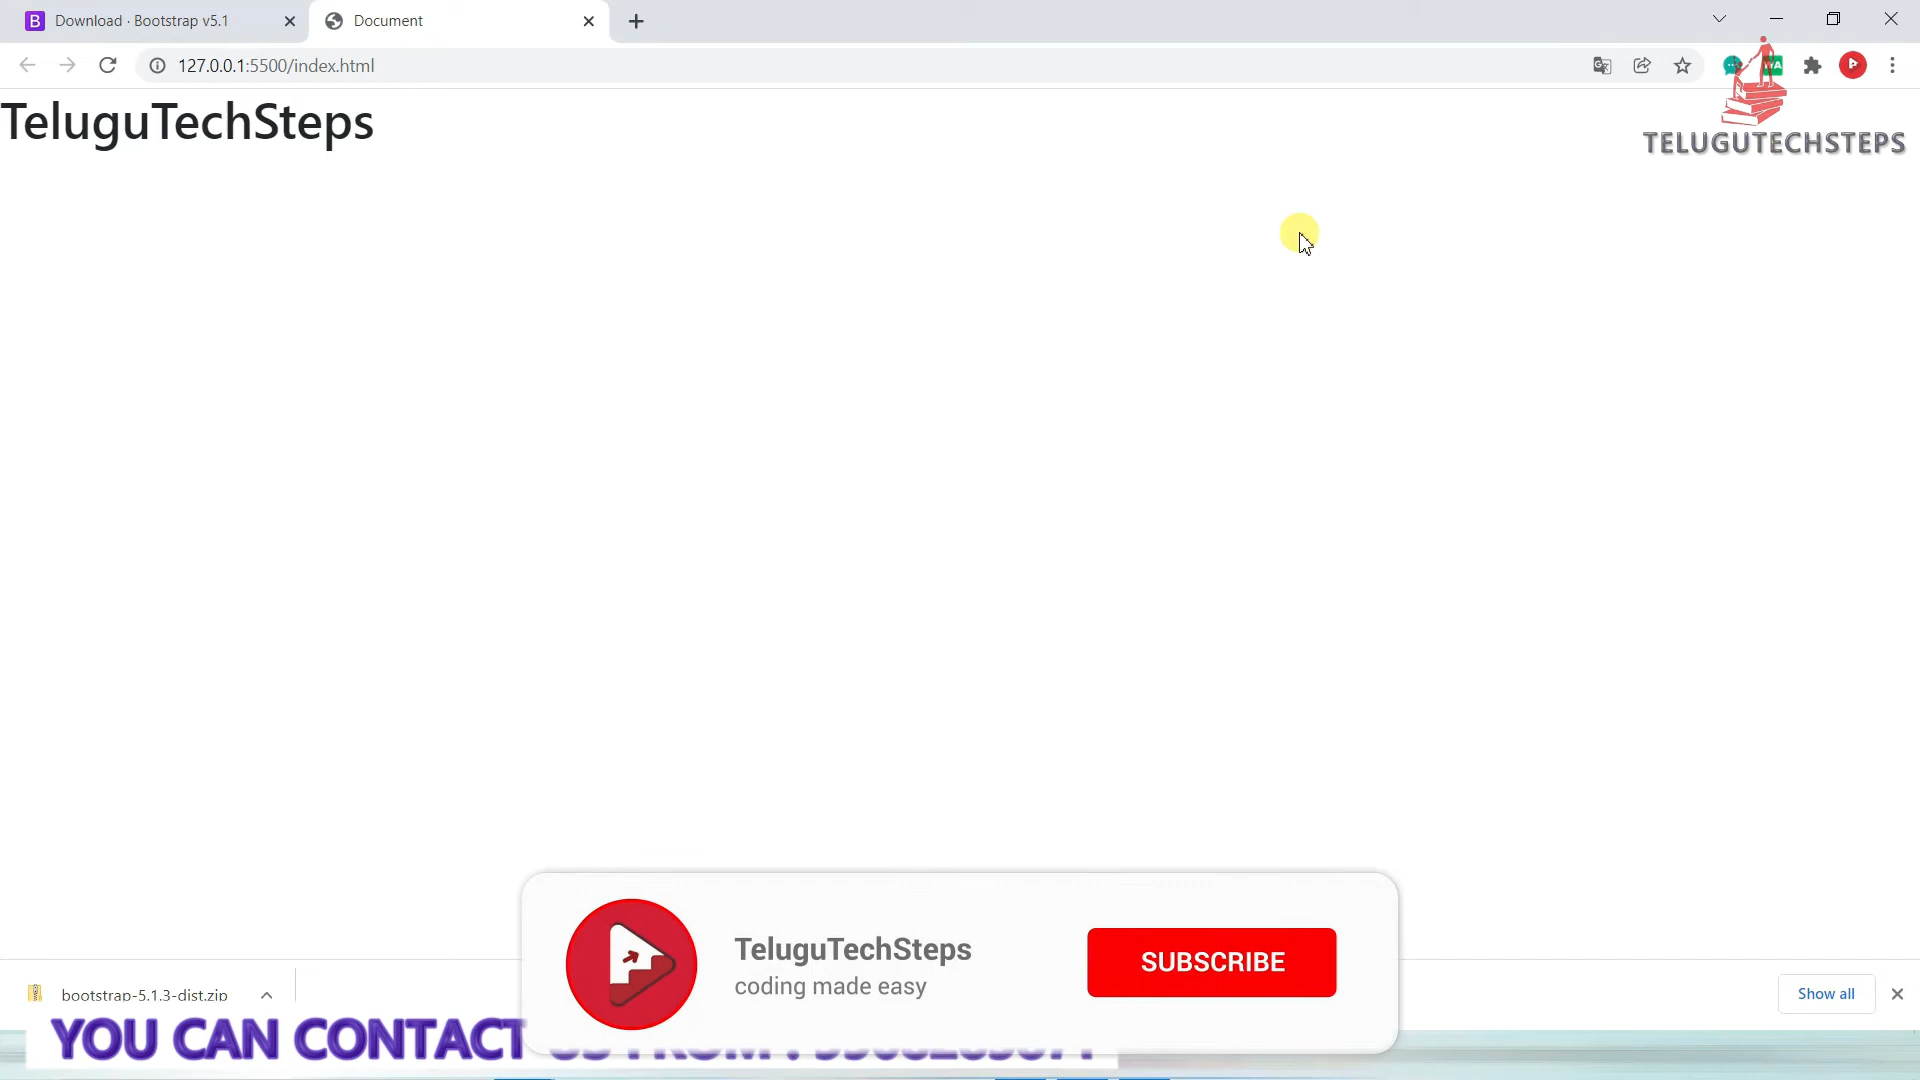 Download · Bootstrap v5.1
Document
127.0.0.1:5500/index.html
TeluguTechSteps
TELUGUTECHSTEPS
TeluguTechSteps
coding made easy
SUBSCRIBE
bootstrap-5.1.3-dist.zip
Show all
YOU CAN CONTACT